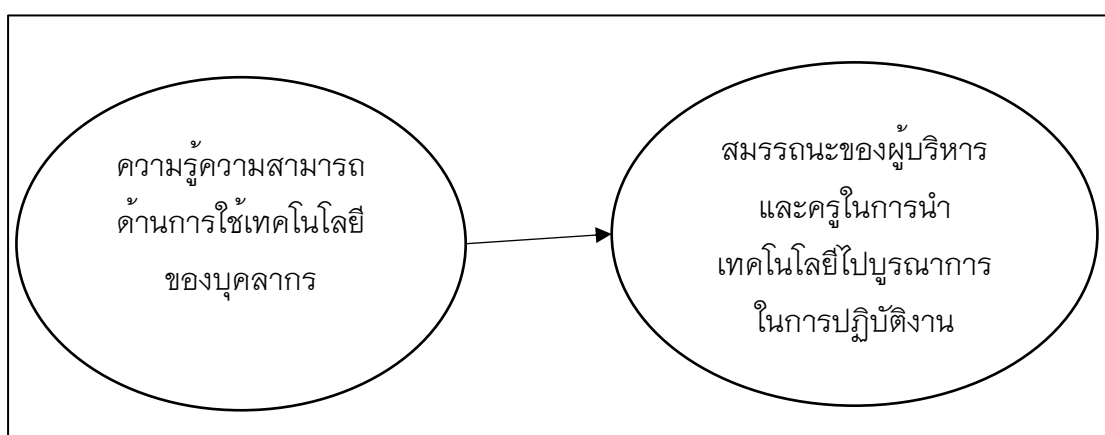 ความรู้ความสามารถ
ด้านการใช้เทคโนโลยี
ของบุคลากร
สมรรถนะของผู้บริหาร
และครูในการนำ
เทคโนโลยีไปบูรณาการ
ในการปฏิบัติงาน